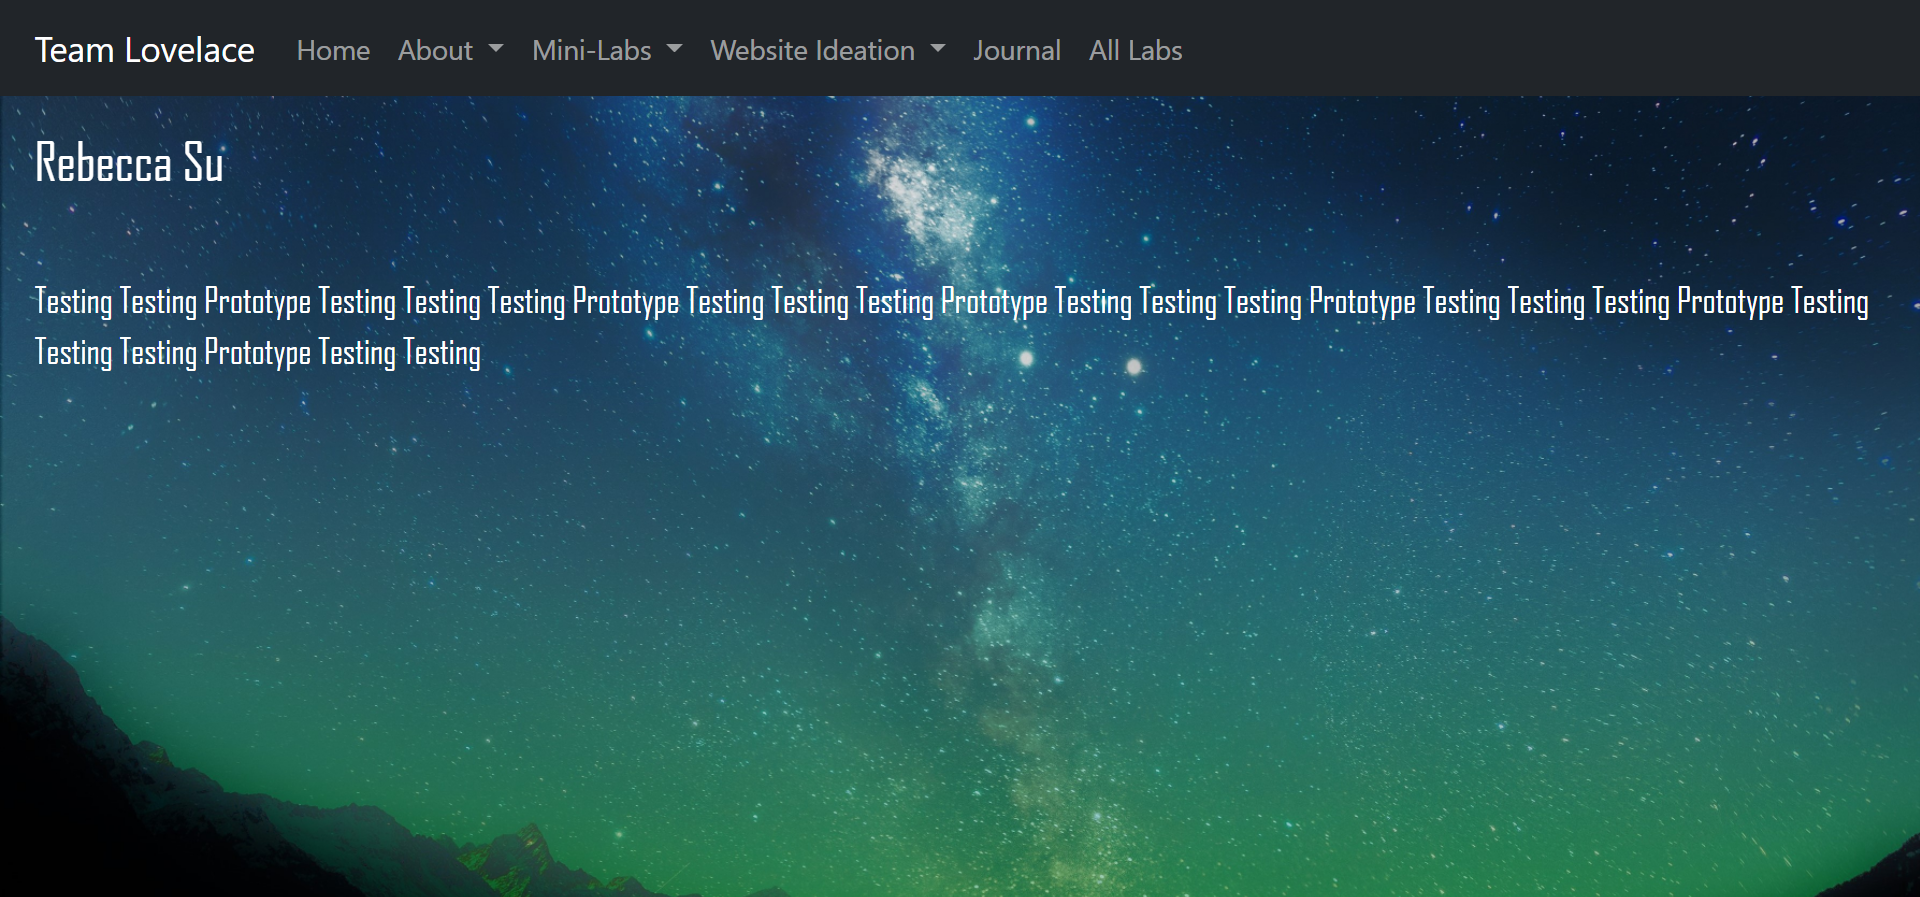 Team Lovelace Home About Mini-Labs Website Ideation Journal All Labs
Rebecca Su
Testing Testing Prototype Testing Testing Testing Prototype Testing Testing Testing Prototype Testing Testing Testing Prototype Testing Testing Testing Prototype Testing
Testing Testing Prototype Testing Testing